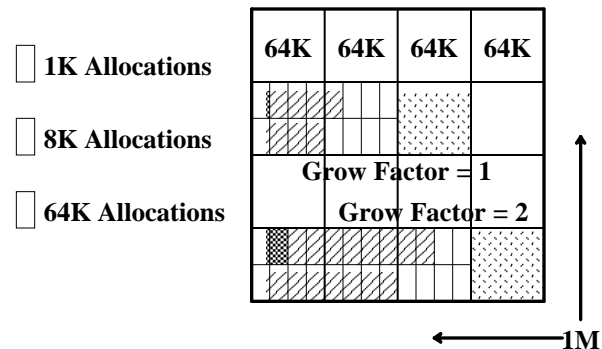 64K 64K 64K 64K
1K Allocations
8K Allocations
Grow Factor = 1
64K Allocations
Grow Factor = 2
1M